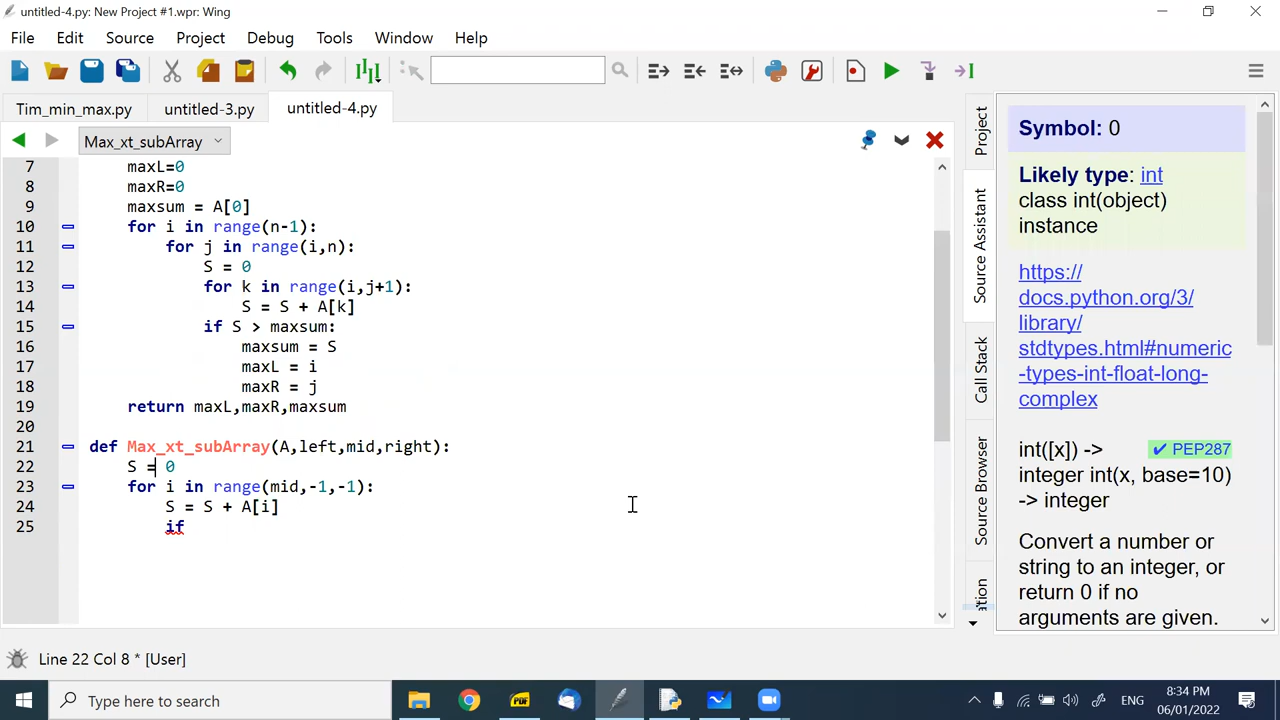 untitled-4.py: New Project #1.wpr: Wing
File Edit Source Project Debug Tools Window Help
Tim_min_max.py untitled-3.py untitled-4.py
Max_xt_subArray
7 maxL=0
8 maxR=0
9 maxsum = A[0]
10 for i in range(n-1):
11 for j in range(i,n):
12 S = 0
13 for k in range(i,j+1):
14 S = S + A[k]
15 if S > maxsum:
16 maxsum = S
17 maxL = i
18 maxR = j
19 return maxL,maxR,maxsum
20
21 def Max_xt_subArray(A,left,mid,right):
22 S = 0
23 for i in range(mid,-1,-1):
24 S = S + A[i]
25 if
Project
Source Assistant
Call Stack
Source Browser
Symbol: 0
Likely type: int
class int(object)
instance
https://
docs.python.org/3/
library/
stdtypes.html#numeric
-types-int-float-long-
complex
int([x]) -> ✔ PEP287
integer int(x, base=10)
-> integer
Convert a number or
string to an integer, or
return 0 if no
arguments are given.
Line 22 Col 8 * [User]
Type here to search
PDF
ENG
8:34 PM
06/01/2022